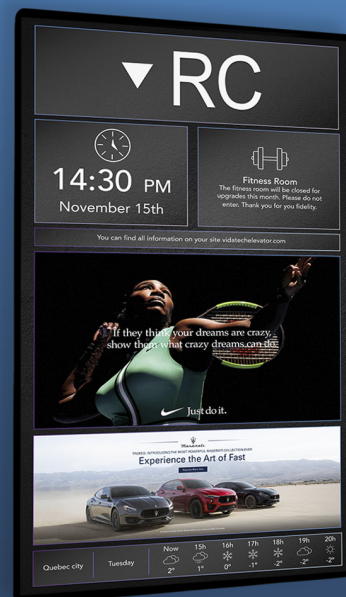 ▼ RC
14:30 PM
November 15th
Fitness Room
The fitness room will be closed for
upgrades this month. Please do not
enter. Thank you for you fidelity.
You can find all information on your site vidatechelevator.com
If they think your dreams are crazy,
show them what crazy dreams can do.
Just do it.
Maserati
Experience the Art of Fast
Quebec city
Tuesday
Now 15h 16h 17h 18h 19h 20h
2° 1° 0° -1° -2° -2° -2°